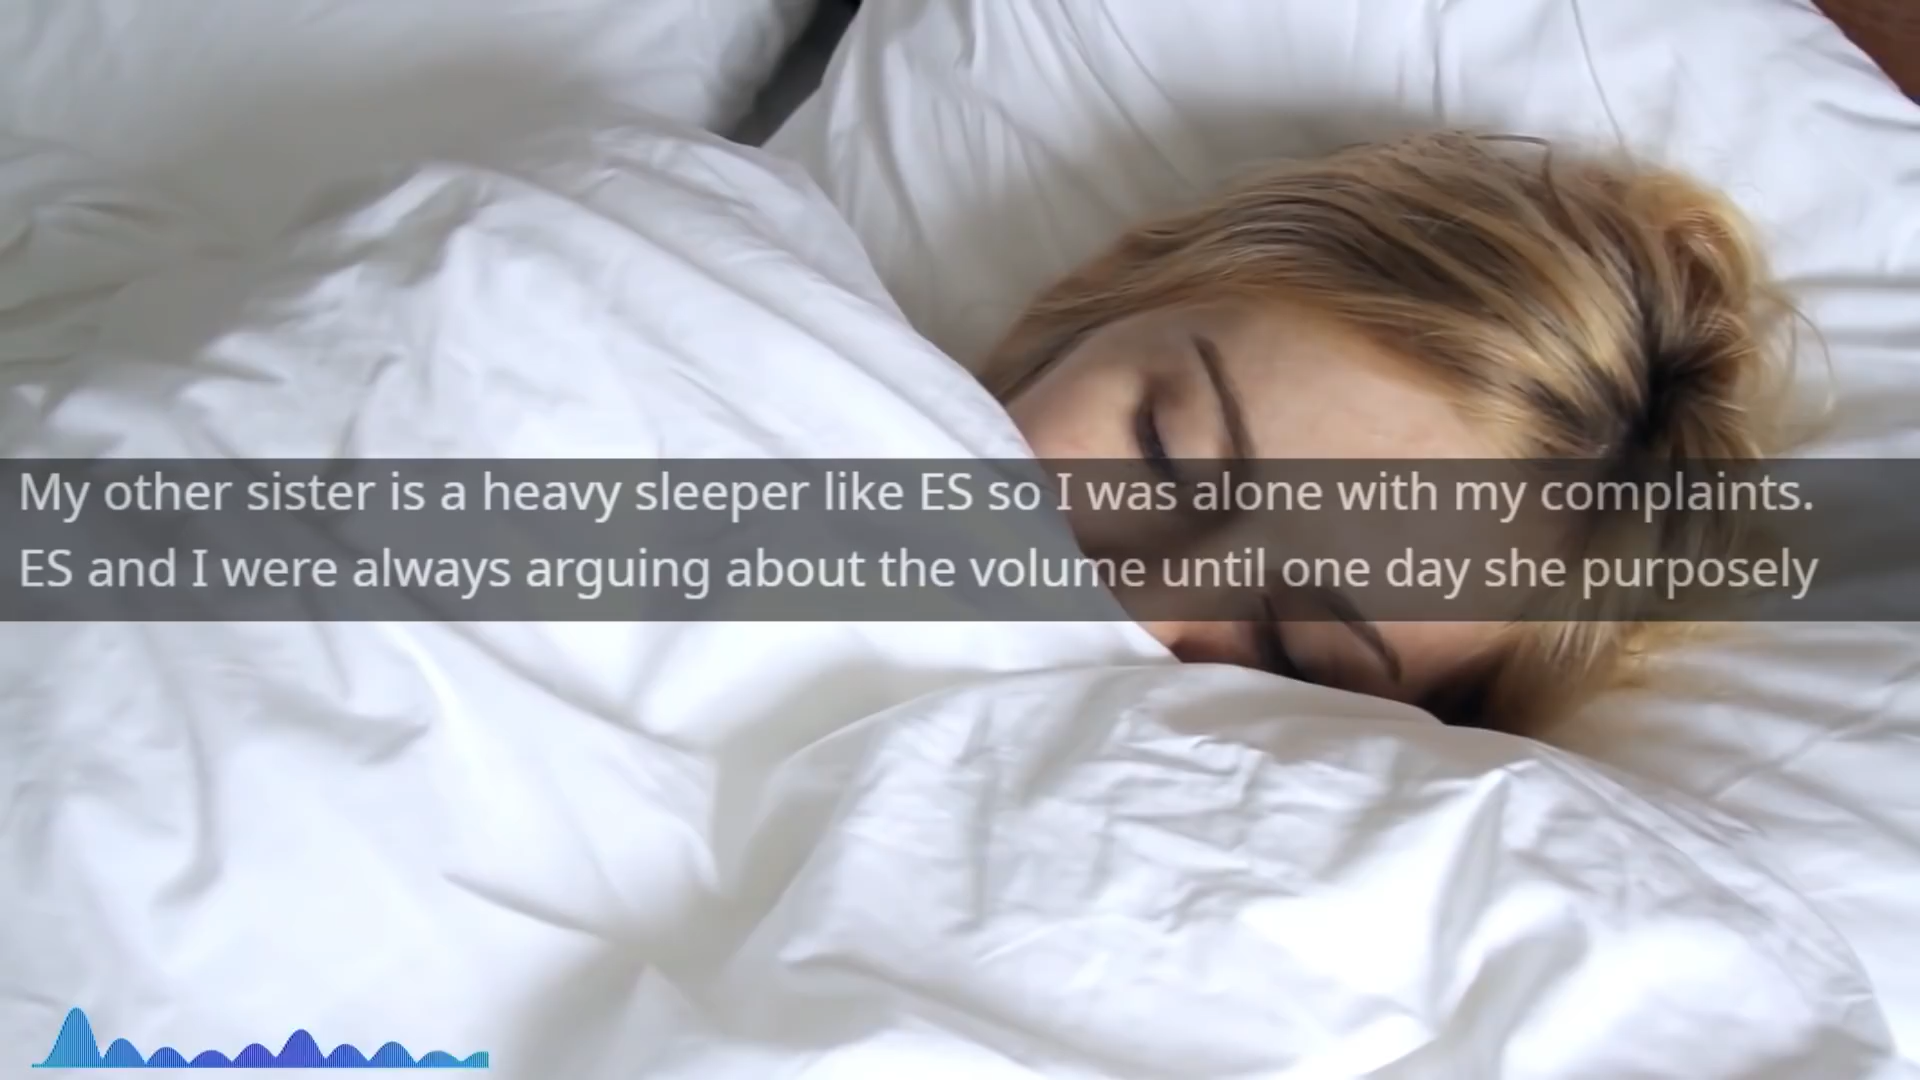 My other sister is a heavy sleeper like ES so I was alone with my complaints.
ES and I were always arguing about the volume until one day she purposely